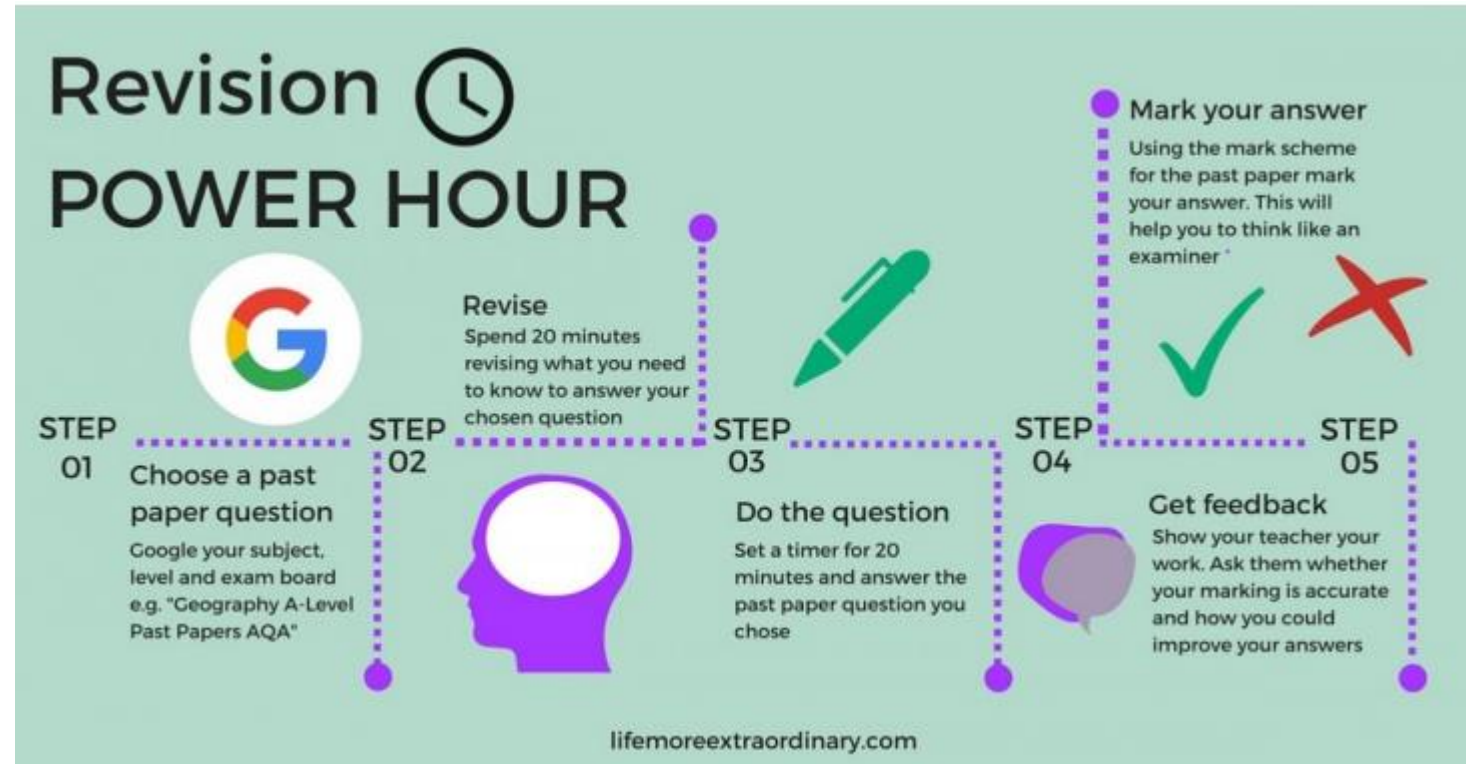 Revision
POWER HOUR
STEP
01
Choose a past
paper question
Google your subject,
level and exam board
e.g. "Geography A-Level
Past Papers AQA"
STEP
02
Revise
Spend 20 minutes
revising what you need
to know to answer your
chosen question
STEP
03
Do the question
Set a timer for 20
minutes and answer the
past paper question you
chose
STEP
04
Mark your answer
Using the mark scheme
for the past paper mark
your answer. This will
help you to think like an
examiner
STEP
05
Get feedback
Show your teacher your
work. Ask them whether
your marking is accurate
and how you could
improve your answers
lifemoreextraordinary.com